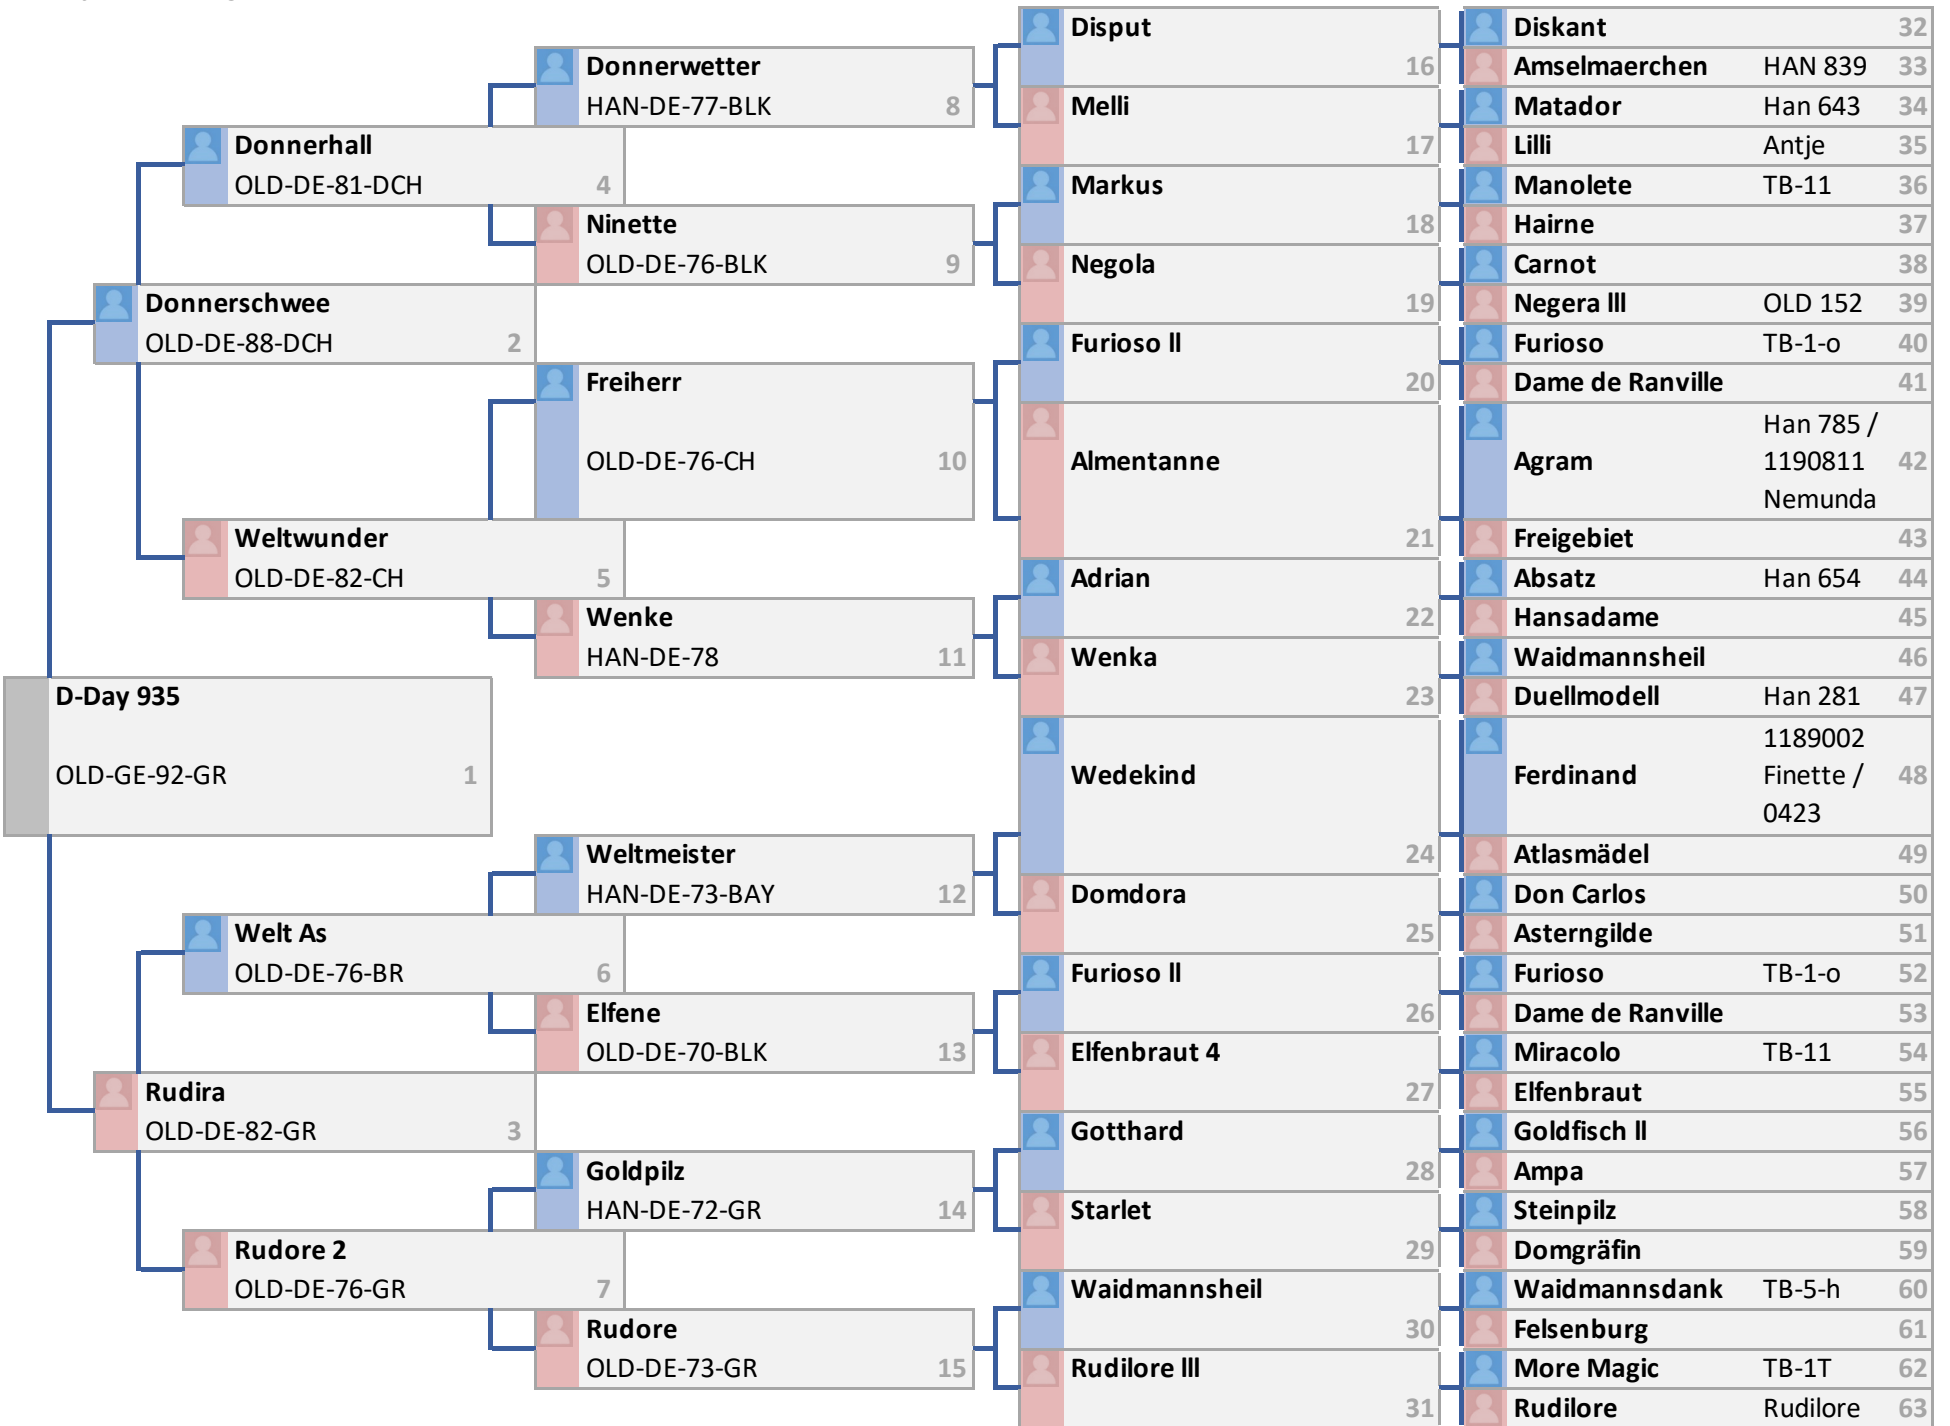 Disput
16
Diskant 32
Amselmaerchen HAN 839 33
Donnerwetter
HAN-DE-77-BLK 8
Melli
17
Matador Han 643 34
Lilli Antje 35
Donnerhall
OLD-DE-81-DCH 4
Markus
18
Manolete TB-11 36
Hairne 37
Ninette
OLD-DE-76-BLK 9
Negola
19
Carnot 38
Negera lll OLD 152 39
Donnerschwee
OLD-DE-88-DCH 2
Furioso ll
20
Furioso TB-1-o 40
Dame de Ranville 41
Freiherr
OLD-DE-76-CH 10
Almentanne
21
Agram
Han 785 /
1190811
Nemunda
42
Freigebiet 43
Weltwunder
OLD-DE-82-CH 5
Adrian
22
Absatz Han 654 44
Hansadame 45
Wenke
HAN-DE-78 11
Wenka
23
Waidmannsheil 46
Duellmodell Han 281 47
D-Day 935
OLD-GE-92-GR 1
Wedekind
24
Ferdinand
1189002
Finette /
0423
48
Atlasmädel 49
Weltmeister
HAN-DE-73-BAY 12
Domdora
25
Don Carlos 50
Asterngilde 51
Welt As
OLD-DE-76-BR 6
Furioso ll
26
Furioso TB-1-o 52
Dame de Ranville 53
Elfene
OLD-DE-70-BLK 13
Elfenbraut 4
27
Miracolo TB-11 54
Elfenbraut 55
Rudira
OLD-DE-82-GR 3
Gotthard
28
Goldfisch ll 56
Ampa 57
Goldpilz
HAN-DE-72-GR 14
Starlet
29
Steinpilz 58
Domgräfin 59
Rudore 2
OLD-DE-76-GR 7
Waidmannsheil
30
Waidmannsdank TB-5-h 60
Felsenburg 61
Rudore
OLD-DE-73-GR 15
Rudilore lll
31
More Magic TB-1T 62
Rudilore Rudilore 63